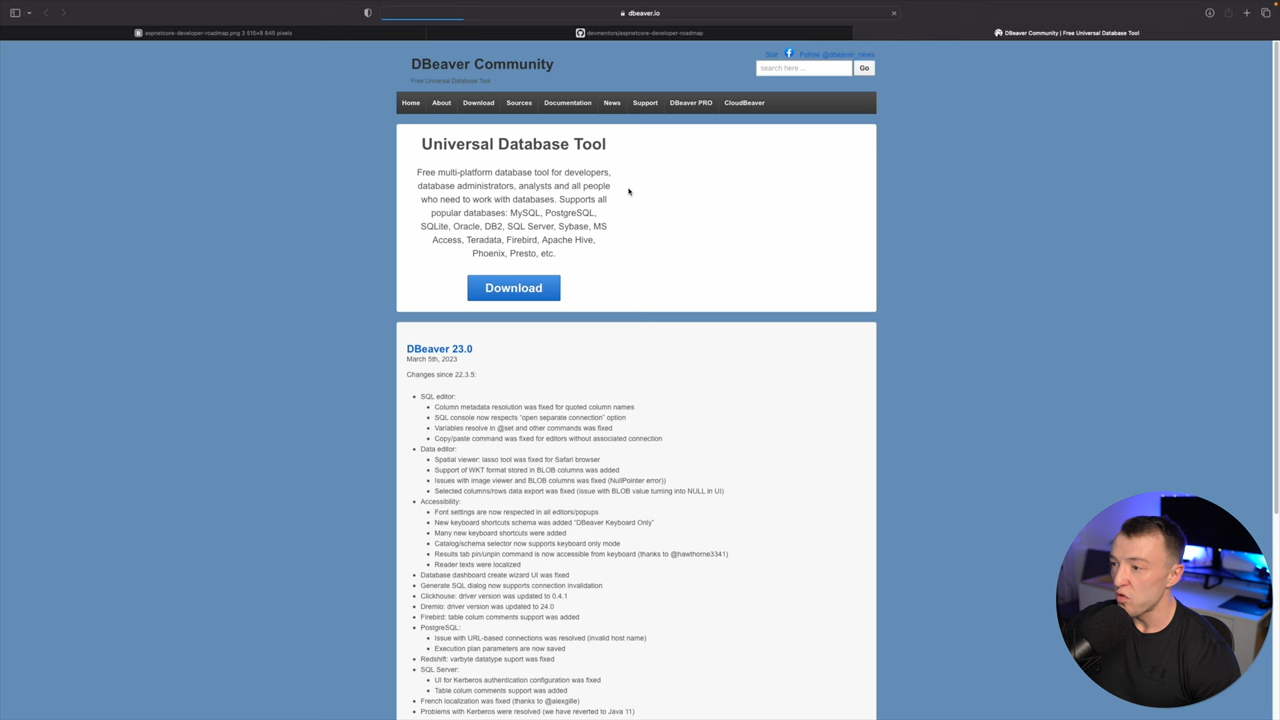 dbeaver.io
aspnetcore-developer-roadmap.png 3 515×8 845 pixels
devmentors/aspnetcore-developer-roadmap
DBeaver Community | Free Universal Database Tool
DBeaver Community
Free Universal Database Tool
Star
Follow @dbeaver_news
search here ...
Go
Home
About
Download
Sources
Documentation
News
Support
DBeaver PRO
CloudBeaver
Universal Database Tool
Free multi-platform database tool for developers,
database administrators, analysts and all people
who need to work with databases. Supports all
popular databases: MySQL, PostgreSQL,
SQLite, Oracle, DB2, SQL Server, Sybase, MS
Access, Teradata, Firebird, Apache Hive,
Phoenix, Presto, etc.
Download
DBeaver 23.0
March 5th, 2023
Changes since 22.3.5:
SQL editor:
Column metadata resolution was fixed for quoted column names
SQL console now respects "open separate connection" option
Variables resolve in @set and other commands was fixed
Copy/paste command was fixed for editors without associated connection
Data editor:
Spatial viewer: lasso tool was fixed for Safari browser
Support of WKT format stored in BLOB columns was added
Issues with image viewer and BLOB columns was fixed (NullPointer error))
Selected columns/rows data export was fixed (issue with BLOB value turning into NULL in UI)
Accessibility:
Font settings are now respected in all editors/popups
New keyboard shortcuts schema was added "DBeaver Keyboard Only"
Many new keyboard shortcuts were added
Catalog/schema selector now supports keyboard only mode
Results tab pin/unpin command is now accessible from keyboard (thanks to @hawthorne3341)
Reader texts were localized
Database dashboard create wizard UI was fixed
Generate SQL dialog now supports connection invalidation
Clickhouse: driver version was updated to 0.4.1
Dremio: driver version was updated to 24.0
Firebird: table colum comments support was added
PostgreSQL:
Issue with URL-based connections was resolved (invalid host name)
Execution plan parameters are now saved
Redshift: varbyte datatype suport was fixed
SQL Server:
UI for Kerberos authentication configuration was fixed
Table colum comments support was added
French localization was fixed (thanks to @alexgille)
Problems with Kerberos were resolved (we have reverted to Java 11)